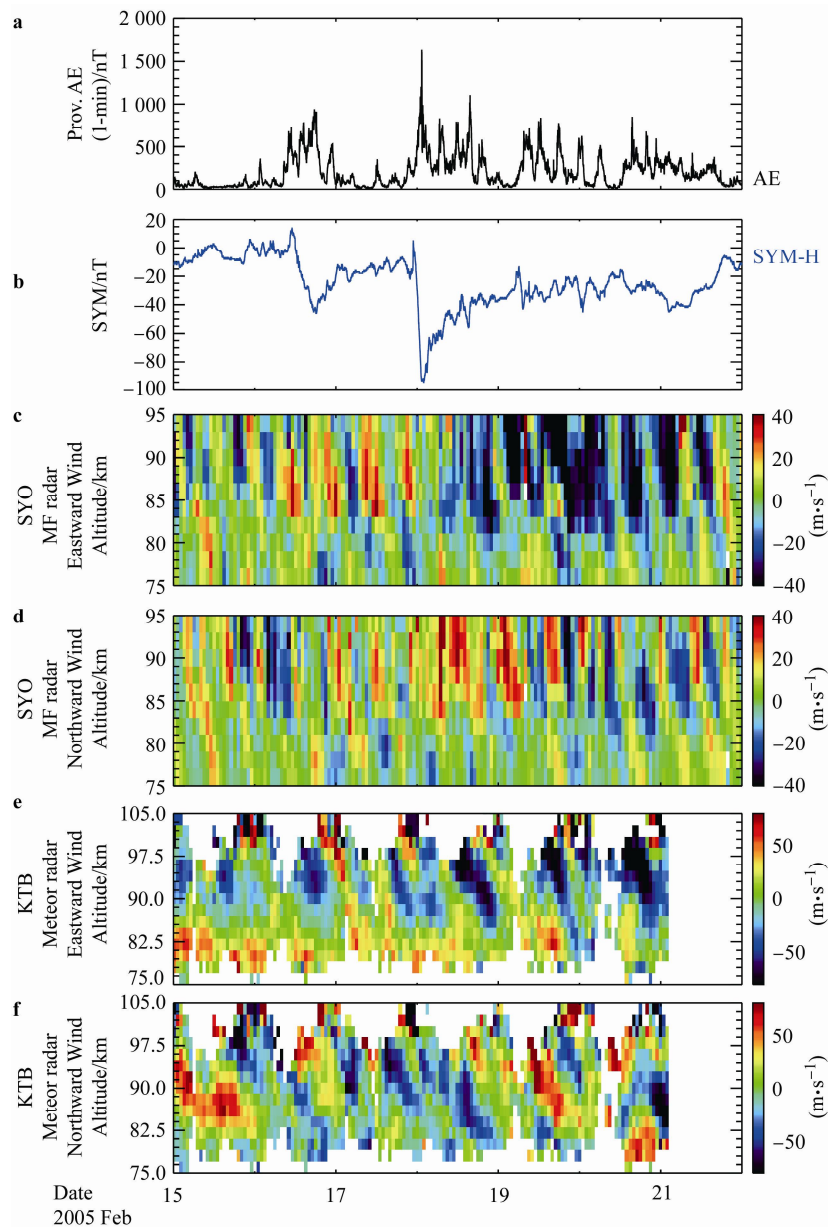 a
Prov. AE
(1-min)/nT
2 000
1 500
1 000
500
0
AE
b
SYM/nT
20
0
−20
−40
−60
−80
−100
SYM-H
c
SYO
MF radar
Eastward Wind
Altitude/km
95
90
85
80
75
40
20
0
−20
−40
(m•s⁻¹)
d
SYO
MF radar
Northward Wind
Altitude/km
95
90
85
80
75
40
20
0
−20
−40
(m•s⁻¹)
e
KTB
Meteor radar
Eastward Wind
Altitude/km
105.0
97.5
90.0
82.5
75.0
50
0
−50
(m•s⁻¹)
f
KTB
Meteor radar
Northward Wind
Altitude/km
105.0
97.5
90.0
82.5
75.0
50
0
−50
(m•s⁻¹)
Date
15 17 19 21
2005 Feb